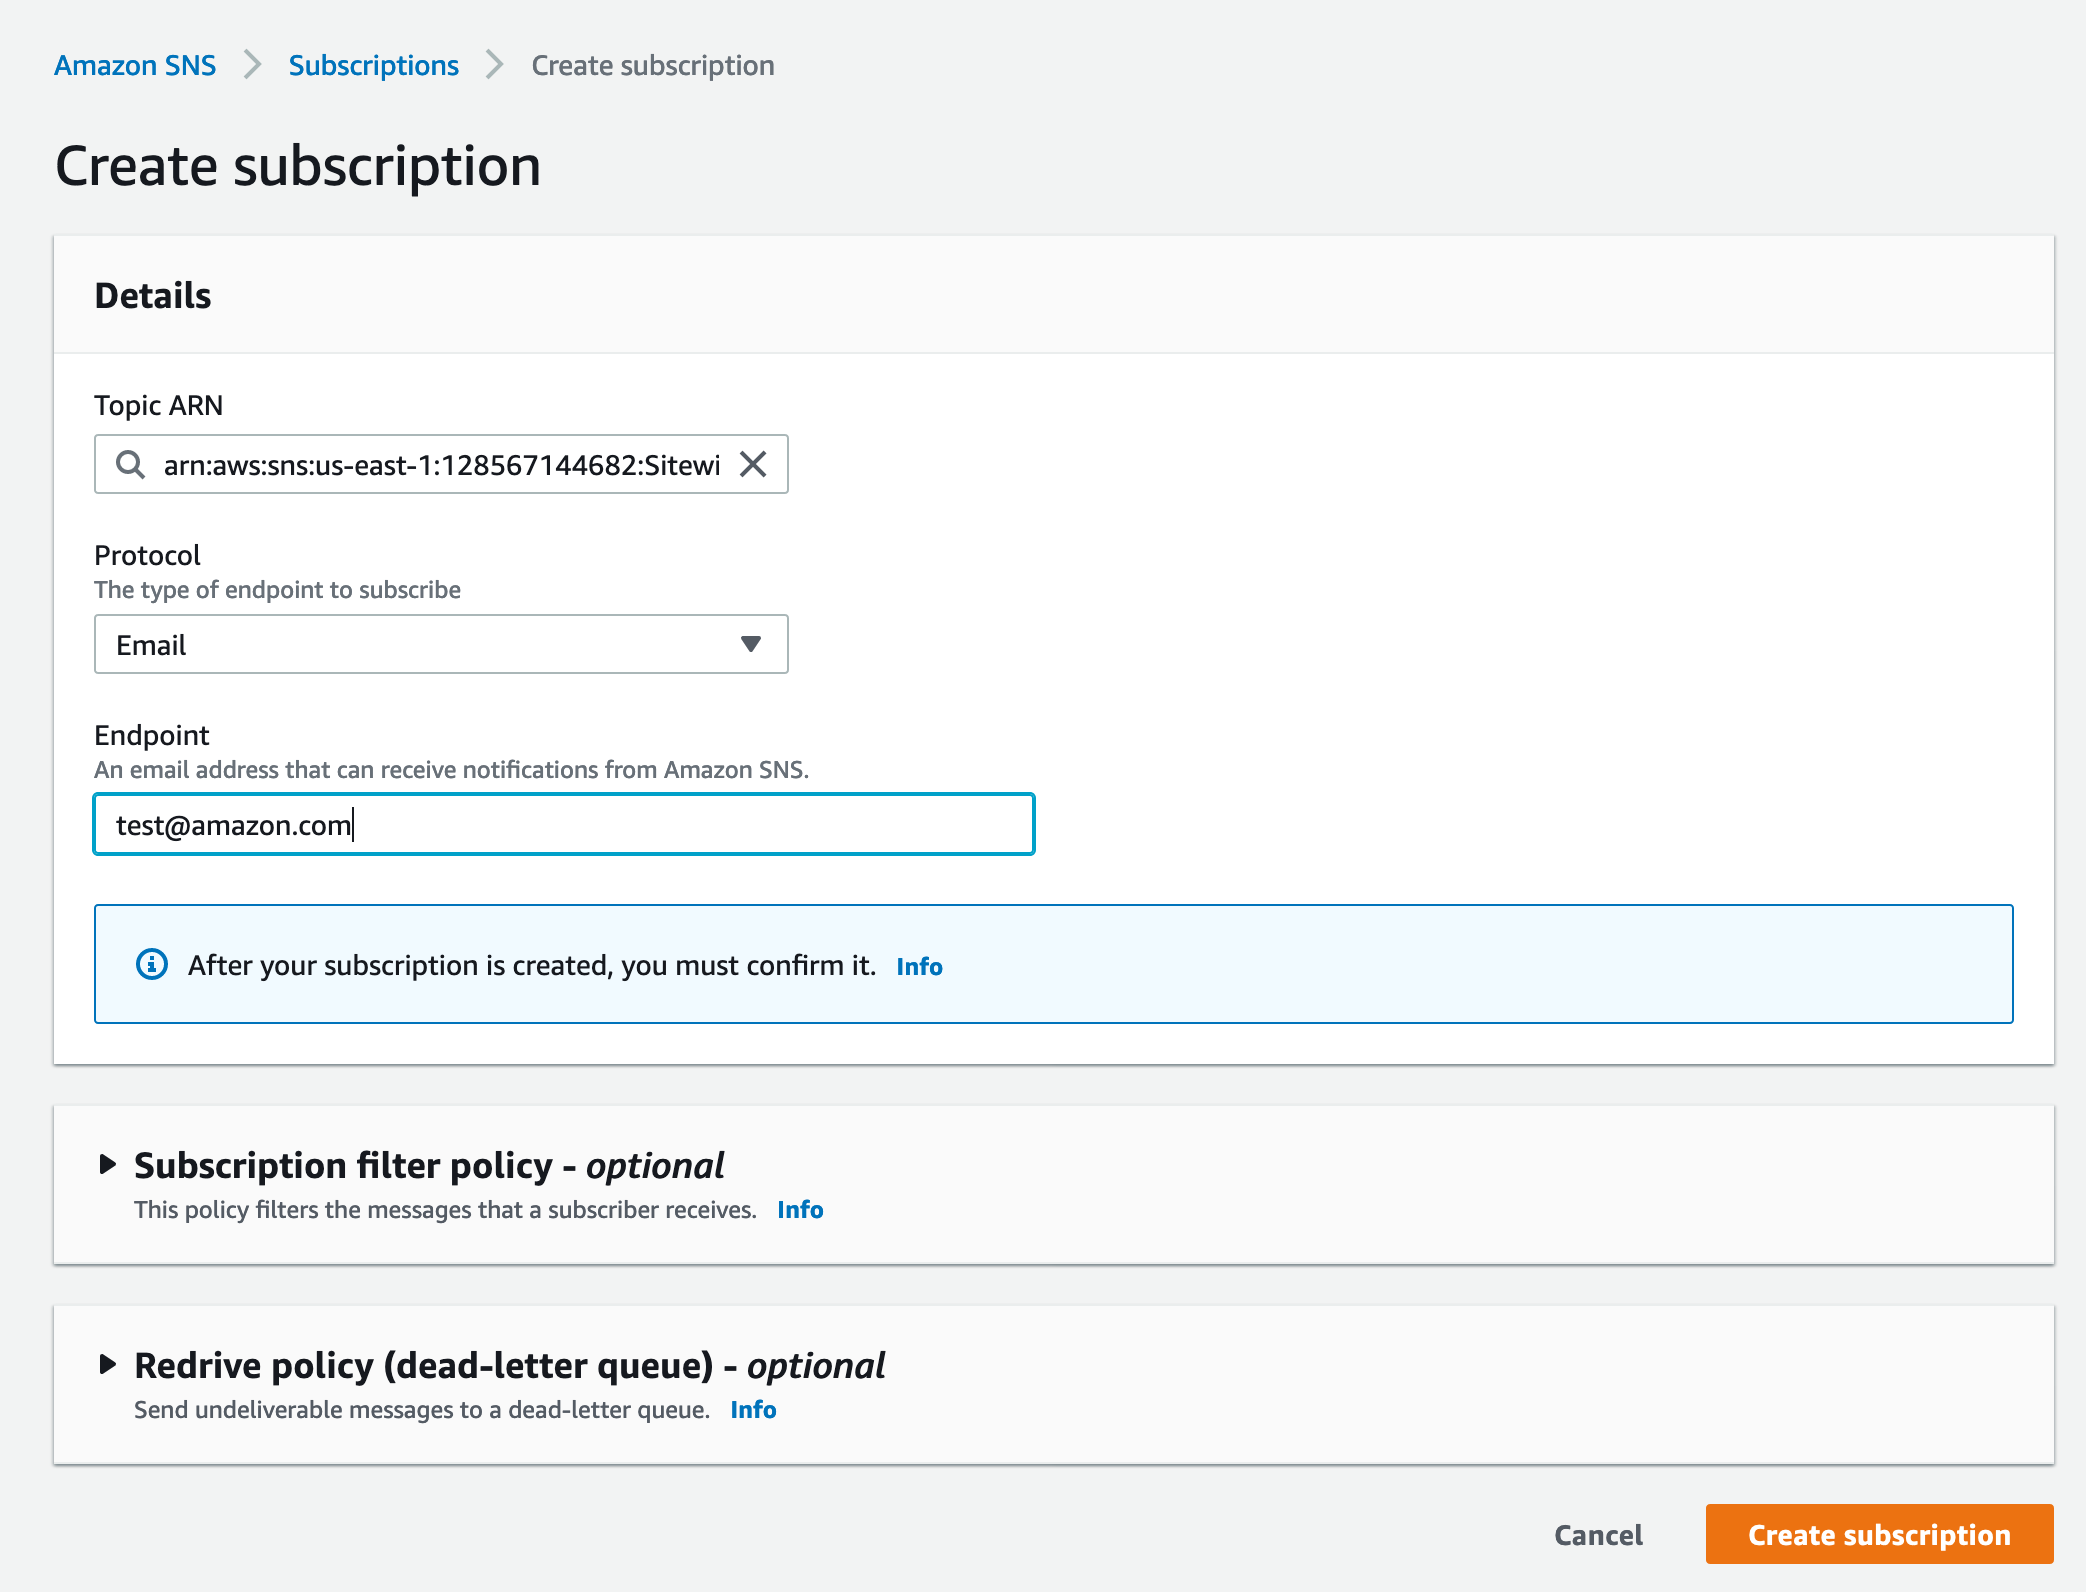 Amazon SNS > Subscriptions > Create subscription
Create subscription
Details
Topic ARN
arn:aws:sns:us-east-1:128567144682:Sitewi
Protocol
The type of endpoint to subscribe
Email
Endpoint
An email address that can receive notifications from Amazon SNS.
test@amazon.com
After your subscription is created, you must confirm it. Info
Subscription filter policy - optional
This policy filters the messages that a subscriber receives. Info
Redrive policy (dead-letter queue) - optional
Send undeliverable messages to a dead-letter queue. Info
Cancel Create subscription